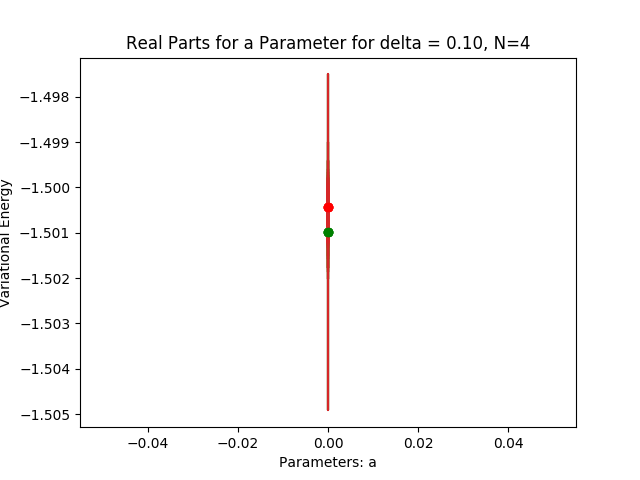 Real Parts for a Parameter for delta = 0.10, N=4
Variational Energy
−1.498
−1.499
−1.500
−1.501
−1.502
−1.503
−1.504
−1.505
−0.04 −0.02 0.00 0.02 0.04
Parameters: a